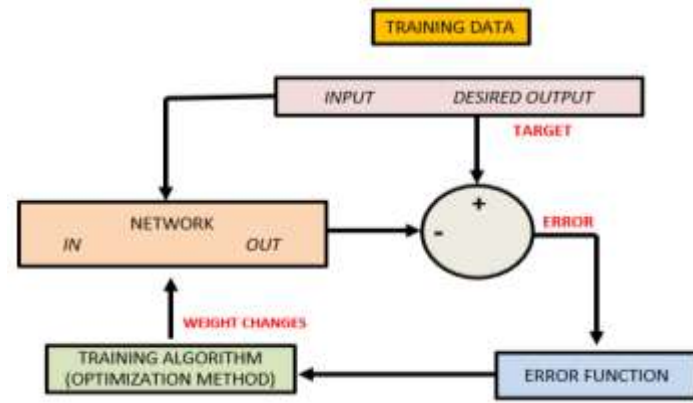 TRAINING DATA
INPUT DESIRED OUTPUT
TARGET
NETWORK
IN OUT
+
-
ERROR
WEIGHT CHANGES
TRAINING ALGORITHM
(OPTIMIZATION METHOD)
ERROR FUNCTION